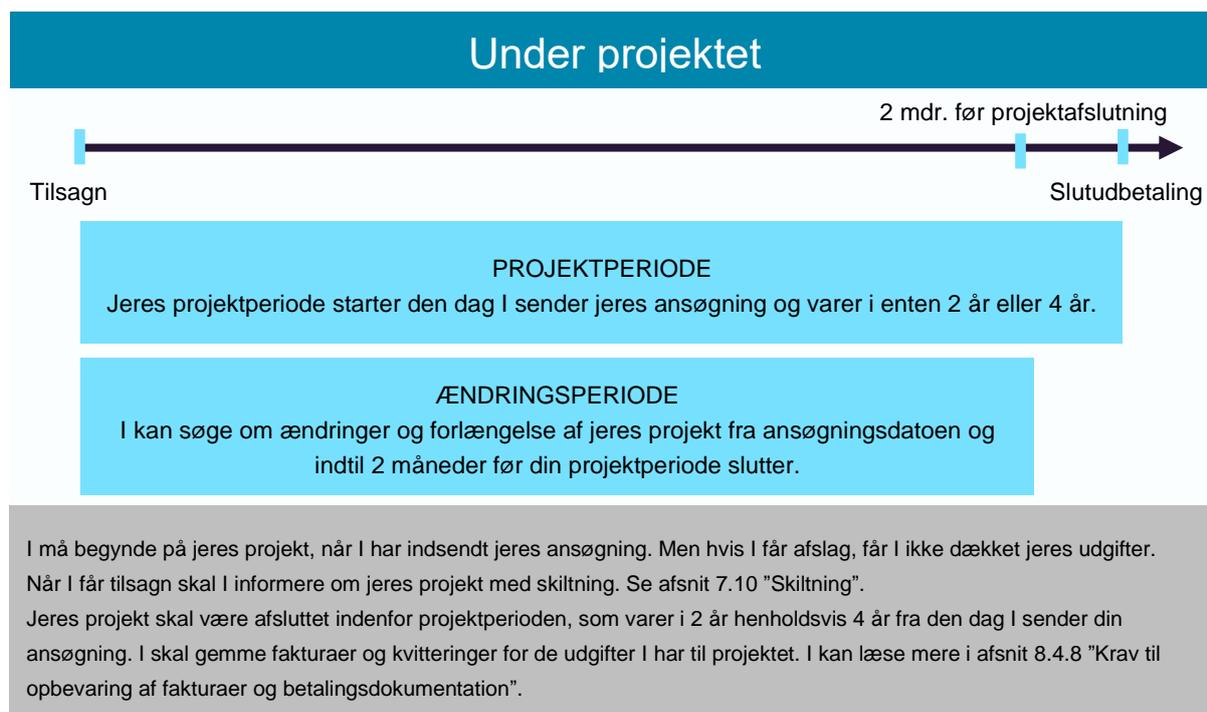 Under projektet
2 mdr. før projektafslutning
Tilsagn
Slutudbetaling
PROJEKTPERIODE
Jeres projektperiode starter den dag I sender jeres ansøgning og varer i enten 2 år eller 4 år.
ÆNDRINGSPERIODE
I kan søge om ændringer og forlængelse af jeres projekt fra ansøgningsdatoen og
indtil 2 måneder før din projektperiode slutter.
I må begynde på jeres projekt, når I har indsendt jeres ansøgning. Men hvis I får afslag, får I ikke dækket jeres udgifter.
Når I får tilsagn skal I informere om jeres projekt med skiltning. Se afsnit 7.10 ”Skiltning”.
Jeres projekt skal være afsluttet indenfor projektperioden, som varer i 2 år henholdsvis 4 år fra den dag I sender din
ansøgning. I skal gemme fakturaer og kvitteringer for de udgifter I har til projektet. I kan læse mere i afsnit 8.4.8 ”Krav til
opbevaring af fakturaer og betalingsdokumentation”.